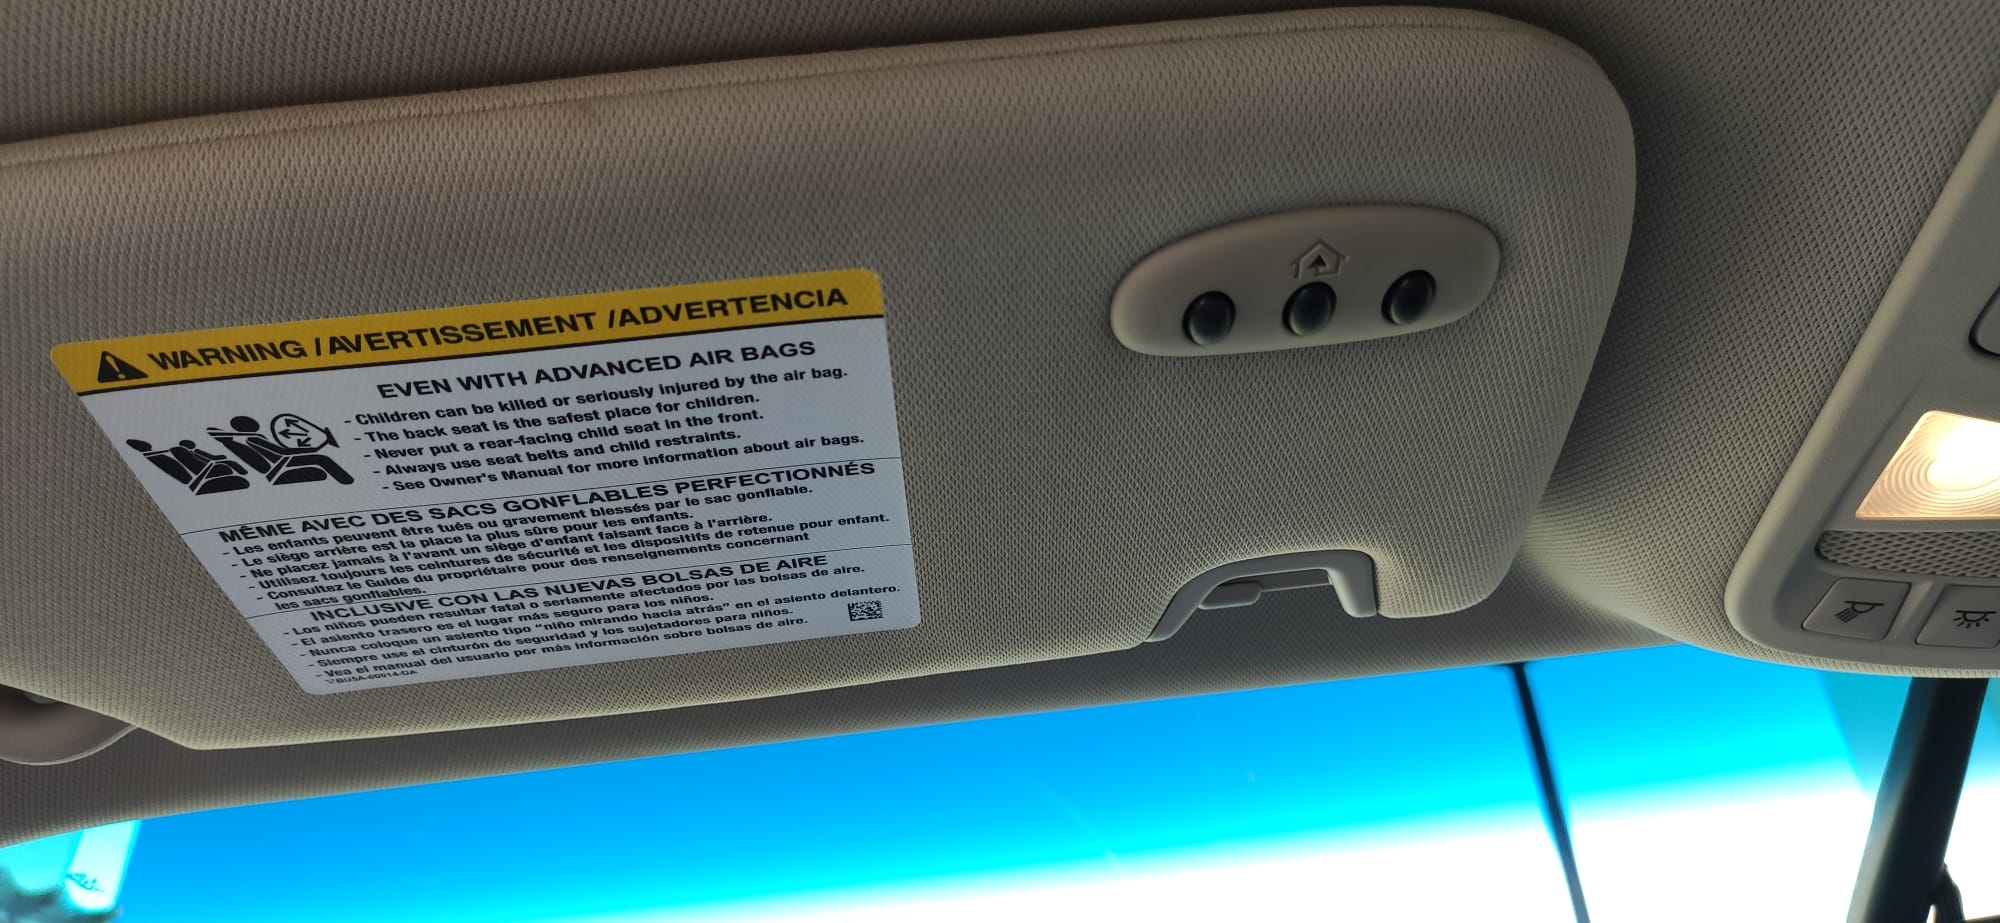 WARNING / AVERTISSEMENT /ADVERTENCIA
EVEN WITH ADVANCED AIR BAGS
- Children can be killed or seriously injured by the air bag.
- The back seat is the safest place for children.
- Never put a rear-facing child seat in the front.
- Always use seat belts and child restraints.
- See Owner's Manual for more information about air bags.
MÊME AVEC DES SACS GONFLABLES PERFECTIONNÉS
- Les enfants peuvent être tués ou gravement blessés par le sac gonflable.
- Le siège arrière est la place la plus sûre pour les enfants.
- Ne placez jamais à l'avant un siège d'enfant faisant face à l'arrière.
- Utilisez toujours les ceintures de sécurité et les dispositifs de retenue pour enfant.
- Consultez le Guide du propriétaire pour des renseignements concernant
les sacs gonflables.
INCLUSIVE CON LAS NUEVAS BOLSAS DE AIRE
- Los niños pueden resultar fatal o seriamente afectados por las bolsas de aire.
- El asiento trasero es el lugar más seguro para los niños.
- Nunca coloque un asiento tipo "niño mirando hacia atrás" en el asiento delantero.
- Siempre use el cinturón de seguridad y los sujetadores para niños.
- Vea el manual del usuario por más información sobre bolsas de aire.